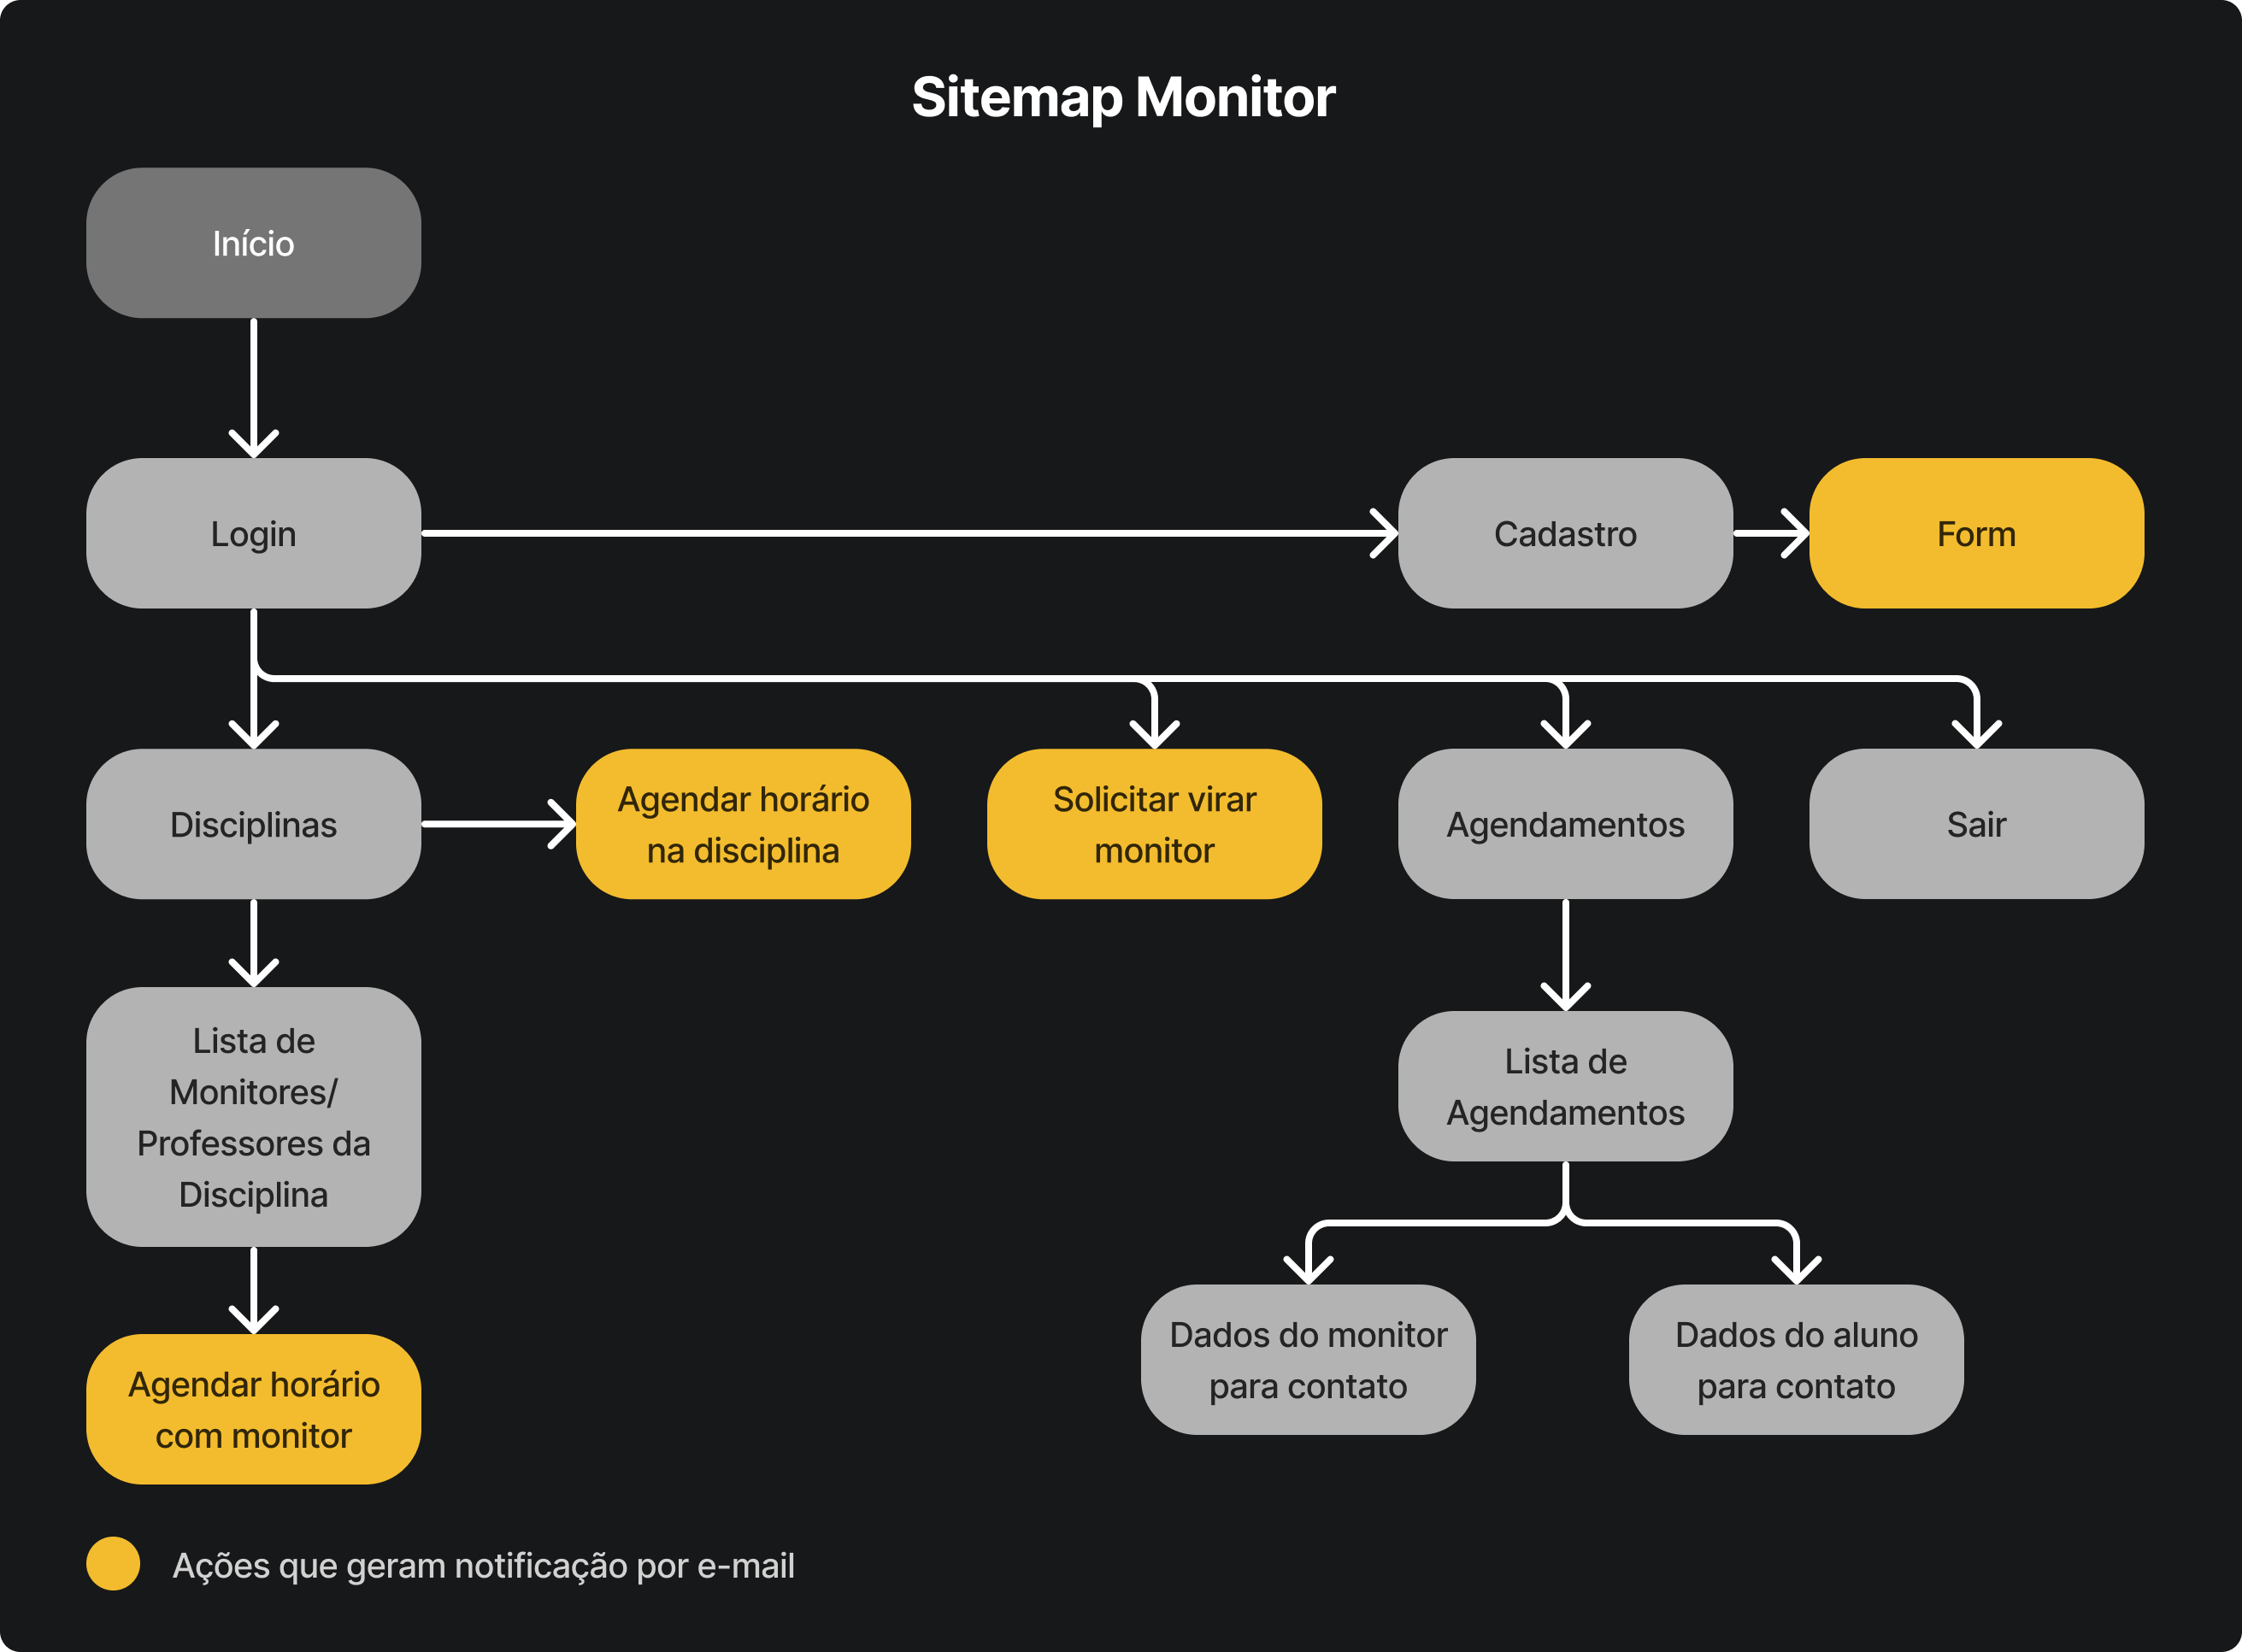 Sitemap Monitor
Início
Login
Cadastro
Form
Disciplinas
Agendar horário
na disciplina
Solicitar virar
monitor
Agendamentos
Sair
Lista de
Monitores/
Professores da
Disciplina
Lista de
Agendamentos
Dados do monitor
para contato
Dados do aluno
para contato
Agendar horário
com monitor
Ações que geram notificação por e-mail